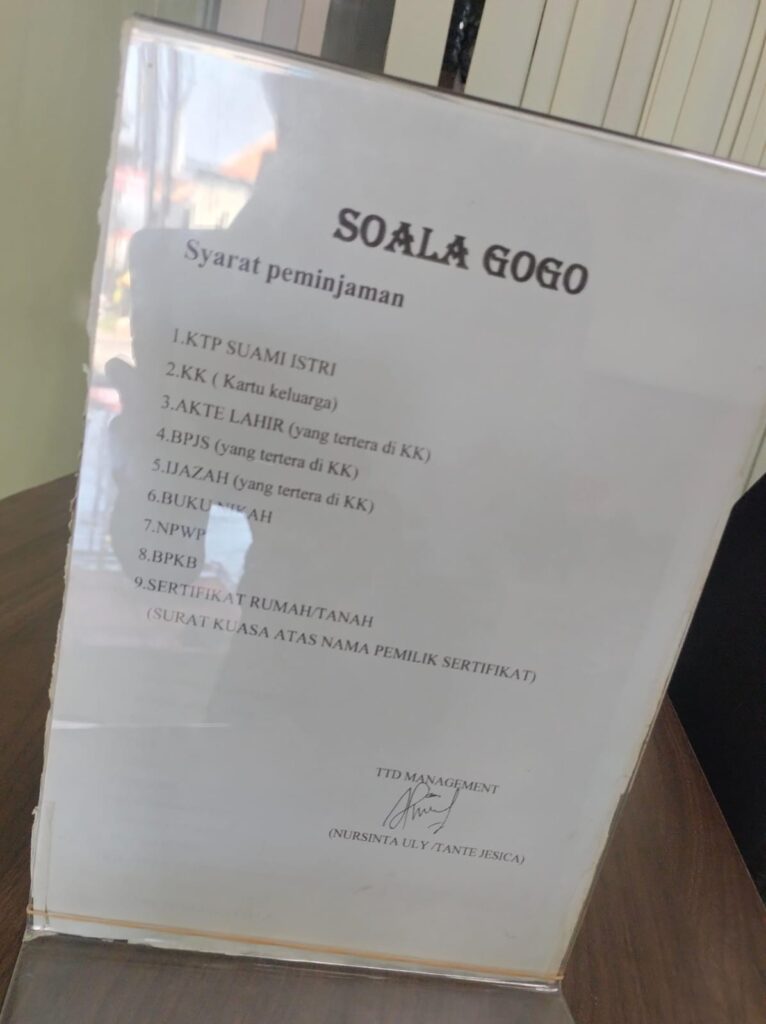 SOALA GOGO
Syarat peminjaman
1.KTP SUAMI ISTRI
2.KK ( Kartu keluarga)
3.AKTE LAHIR (yang tertera di KK)
4.BPJS (yang tertera di KK)
5.IJAZAH (yang tertera di KK)
6.BUKU NIKAH
7.NPWP
8.BPKB
9.SERTIFIKAT RUMAH/TANAH
(SURAT KUASA ATAS NAMA PEMILIK SERTIFIKAT)
TTD MANAGEMENT
(NURSINTA ULY /TANTE JESICA)